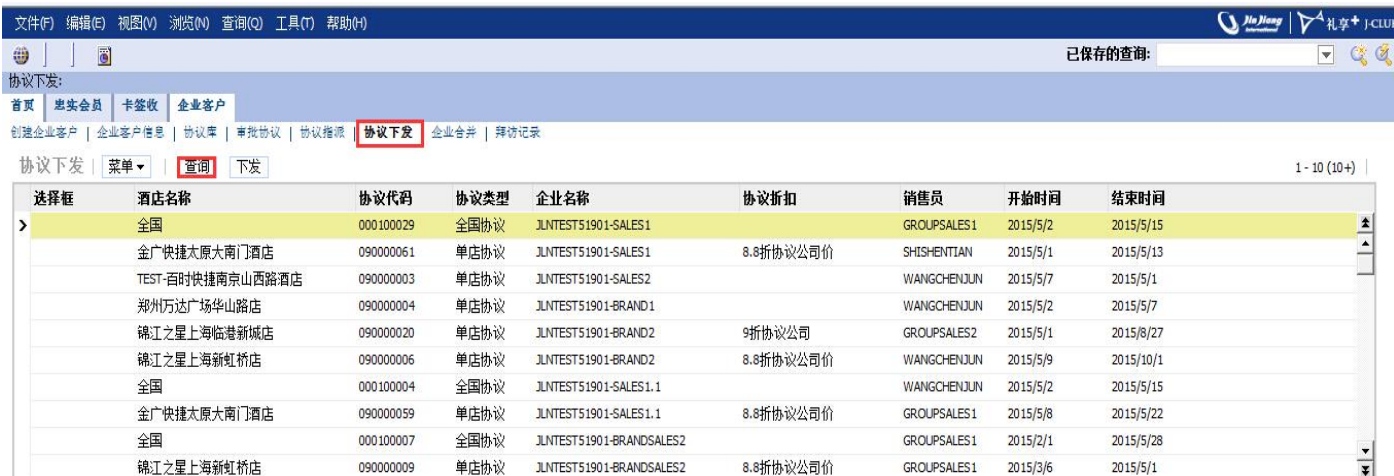 文件(F) 编辑(E) 视图(V) 浏览(N) 查询(Q) 工具(T) 帮助(H) JinJiang International 礼享+ J-CLUB
已保存的查询:
协议下发:
首页 忠实会员 卡签收 企业客户
创建企业客户 | 企业客户信息 | 协议库 | 审批协议 | 协议指派 | 协议下发 企业合并 | 拜访记录
协议下发 | 菜单 | 查询 下发 1 - 10 (10+)
选择框 酒店名称 协议代码 协议类型 企业名称 协议折扣 销售员 开始时间 结束时间
全国 000100029 全国协议 JLNTEST51901-SALES1 GROUPSALES1 2015/5/2 2015/5/15
金广快捷太原大南门酒店 090000061 单店协议 JLNTEST51901-SALES1 8.8折协议公司价 SHISHENTIAN 2015/5/1 2015/5/13
TEST-百时快捷南京山西路酒店 090000003 单店协议 JLNTEST51901-SALES2 WANGCHENJUN 2015/5/7 2015/5/1
郑州万达广场华山路店 090000004 单店协议 JLNTEST51901-BRAND1 WANGCHENJUN 2015/5/2 2015/5/7
锦江之星上海临港新城店 090000020 单店协议 JLNTEST51901-BRAND2 9折协议公司 GROUPSALES2 2015/5/1 2015/8/27
锦江之星上海新虹桥店 090000006 单店协议 JLNTEST51901-BRAND2 8.8折协议公司价 WANGCHENJUN 2015/5/9 2015/10/1
全国 000100004 全国协议 JLNTEST51901-SALES1.1 WANGCHENJUN 2015/5/2 2015/5/15
金广快捷太原大南门酒店 090000059 单店协议 JLNTEST51901-SALES1.1 8.8折协议公司价 GROUPSALES1 2015/5/8 2015/5/22
全国 000100007 全国协议 JLNTEST51901-BRANDSALES2 GROUPSALES1 2015/2/1 2015/5/28
锦江之星上海新虹桥店 090000009 单店协议 JLNTEST51901-BRANDSALES2 8.8折协议公司价 GROUPSALES1 2015/3/6 2015/5/1